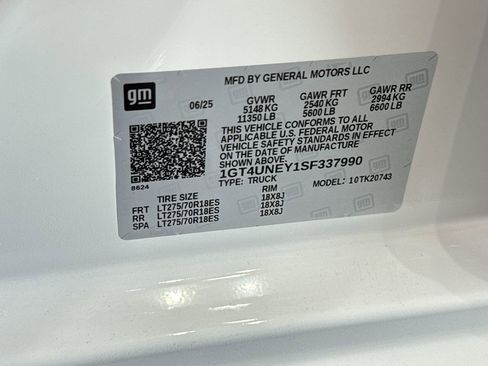 MFD BY GENERAL MOTORS LLC
gm
06/25 GVWR GAWR FRT GAWR RR
5148 KG 2540 KG 2994 KG
11350 LB 5600 LB 6600 LB
THIS VEHICLE CONFORMS TO ALL
APPLICABLE U.S. FEDERAL MOTOR
VEHICLE SAFETY STANDARDS IN EFFECT
ON THE DATE OF MANUFACTURE
SHOWN ABOVE.
1GT4UNEY1SF337990
8624 TYPE: TRUCK MODEL: 10TK20743
TIRE SIZE RIM
FRT LT275/70R18ES 18X8J
RR LT275/70R18ES 18X8J
SPA LT275/70R18ES 18X8J